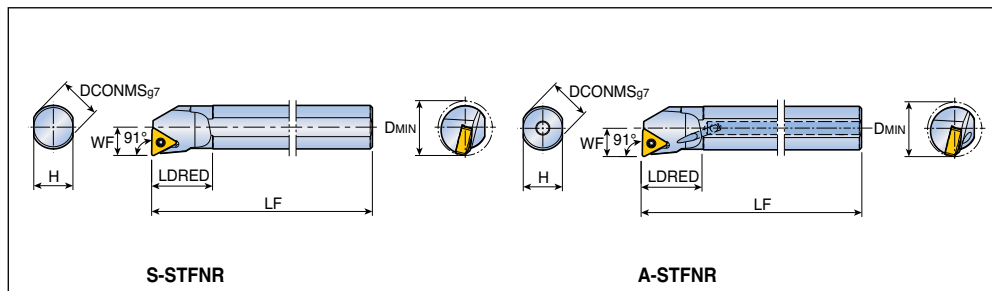 DCONMSg7
WF
91°
H
LDRED
LF
DMIN
S-STFNR
DCONMSg7
WF
91°
H
LDRED
LF
DMIN
A-STFNR